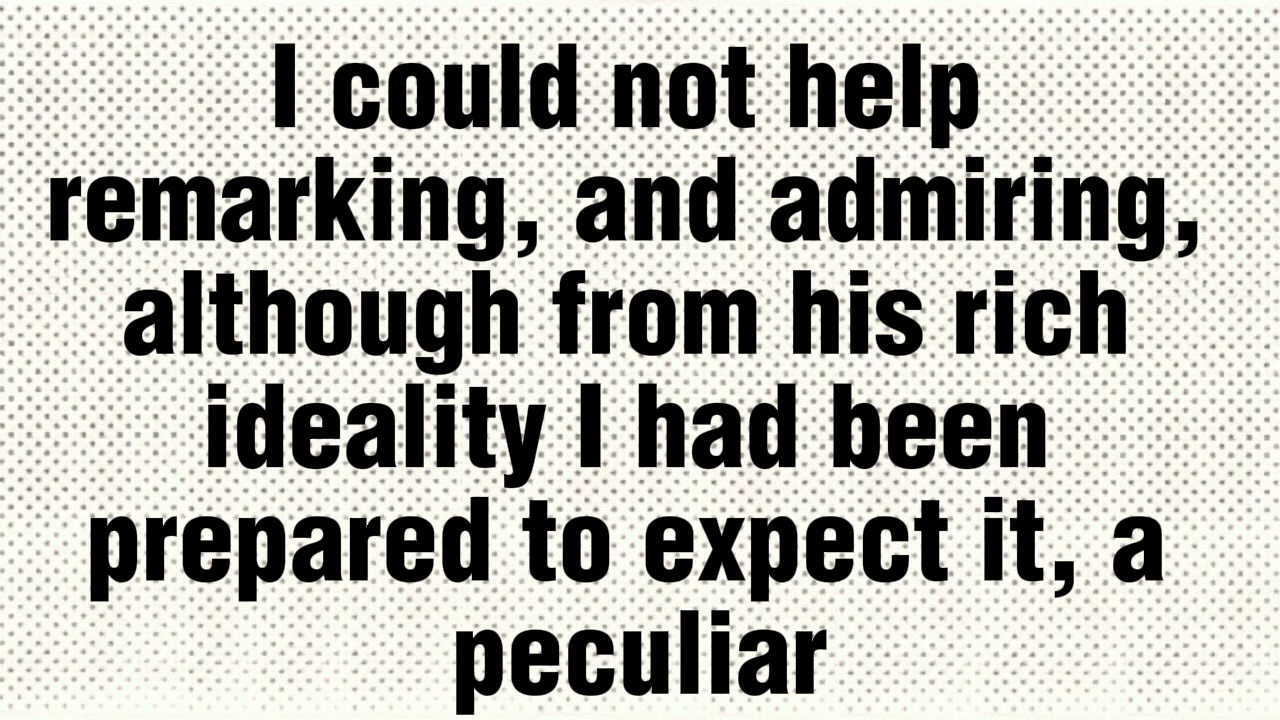 I could not help
remarking, and admiring,
although from his rich
ideality I had been
prepared to expect it, a
peculiar